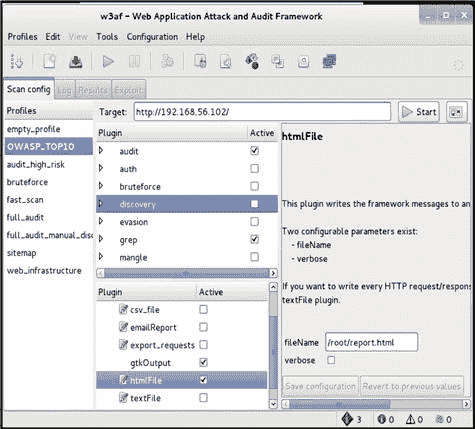 w3af - Web Application Attack and Audit Framework
Profiles Edit View Tools Configuration Help
Scan config Log Results Exploit
Profiles
empty_profile
OWASP_TOP10
audit_high_risk
bruteforce
fast_scan
full_audit
full_audit_manual_disc
sitemap
web_infrastructure
Target: http://192.168.56.102/ Start
Plugin Active
audit
auth
bruteforce
discovery
evasion
grep
mangle
Plugin Active
csv_file
emailReport
export_requests
gtkOutput
htmlFile
textFile
htmlFile
This plugin writes the framework messages to an
Two configurable parameters exist:
- fileName
- verbose
If you want to write every HTTP request/respons
textFile plugin.
fileName /root/report.html
verbose
Save configuration Revert to previous values
3 0 0 0